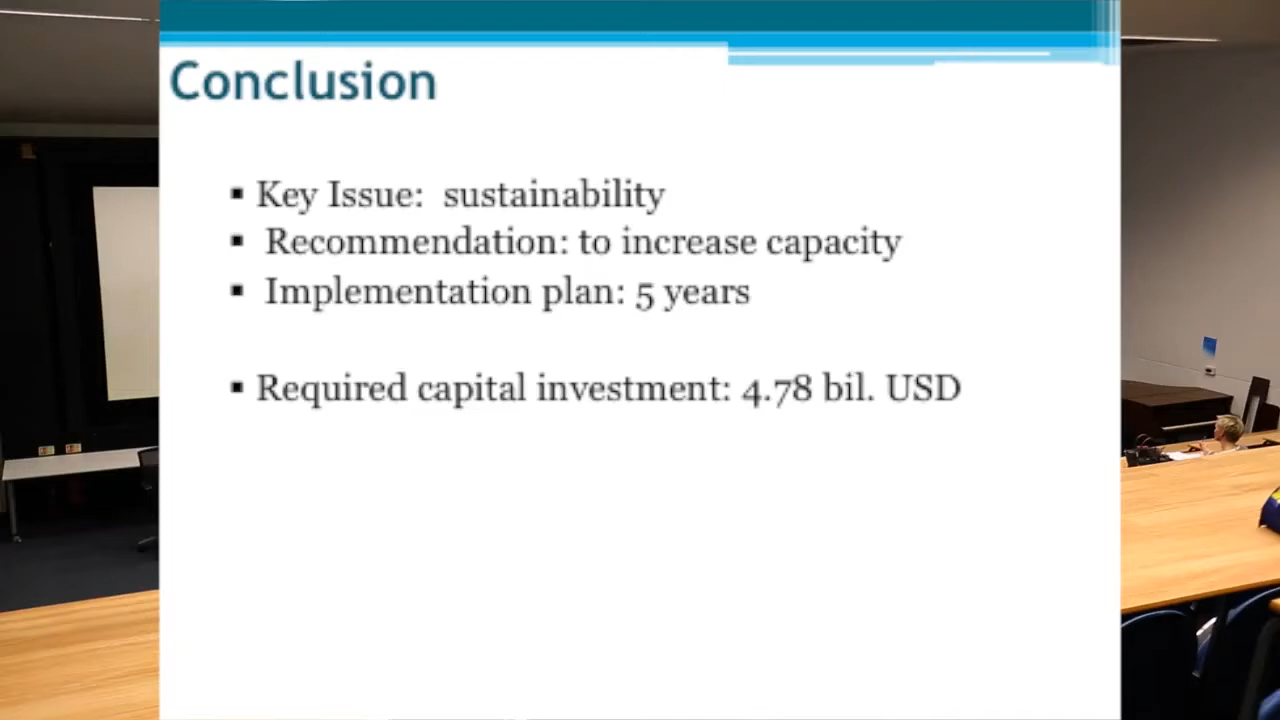 Conclusion
▪ Key Issue: sustainability
▪ Recommendation: to increase capacity
▪ Implementation plan: 5 years
▪ Required capital investment: 4.78 bil. USD